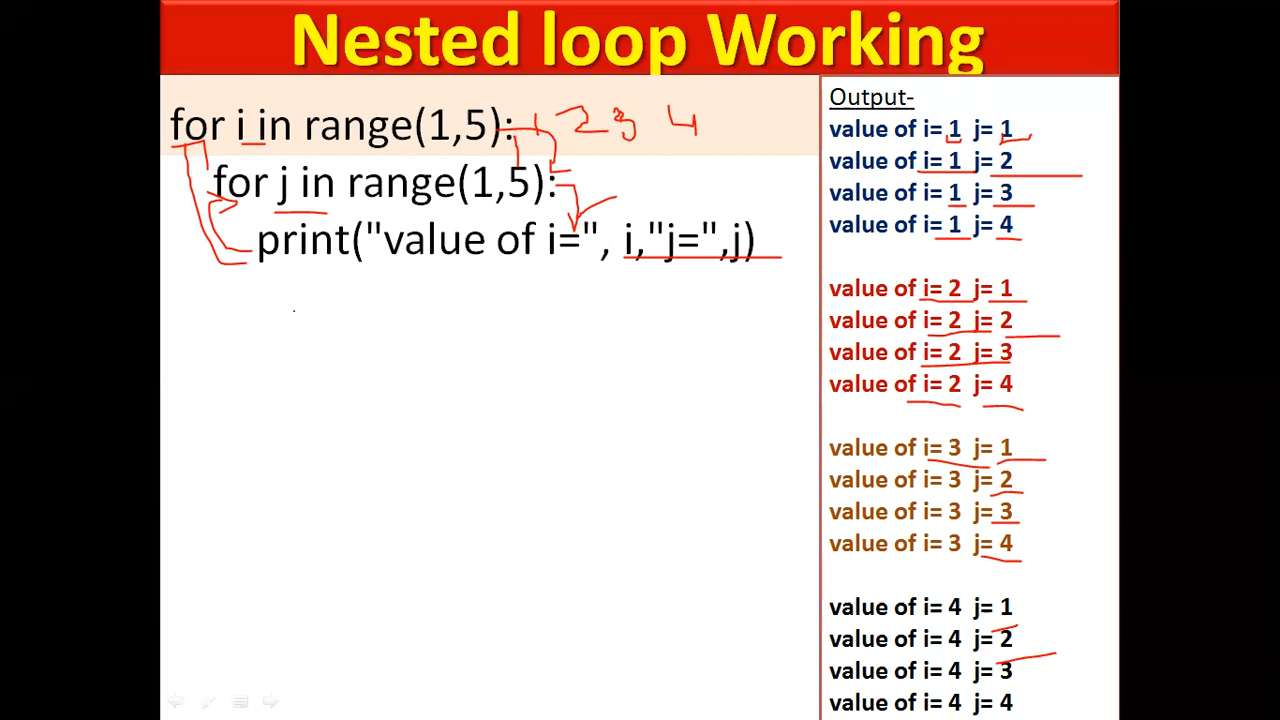 Nested loop Working
for i in range(1,5): 1 2 3 4
for j in range(1,5):
print("value of i=", i,"j=",j)
Output-
value of i= 1 j= 1
value of i= 1 j= 2
value of i= 1 j= 3
value of i= 1 j= 4
value of i= 2 j= 1
value of i= 2 j= 2
value of i= 2 j= 3
value of i= 2 j= 4
value of i= 3 j= 1
value of i= 3 j= 2
value of i= 3 j= 3
value of i= 3 j= 4
value of i= 4 j= 1
value of i= 4 j= 2
value of i= 4 j= 3
value of i= 4 j= 4